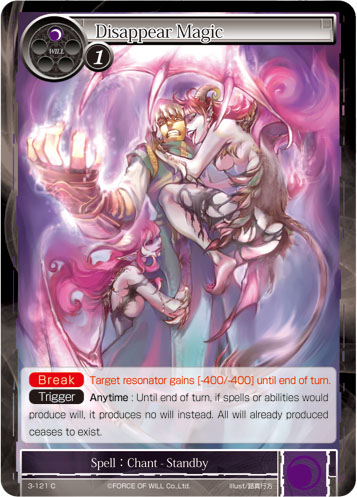 Disappear Magic
WILL
1
Break Target resonator gains [-400/-400] until end of turn.
Trigger Anytime : Until end of turn, if spells or abilities would
produce will, it produces no will instead. All will already produced
ceases to exist.
Spell : Chant - Standby
3-121 C ©FORCE OF WILL Co.,Ltd. Illust/